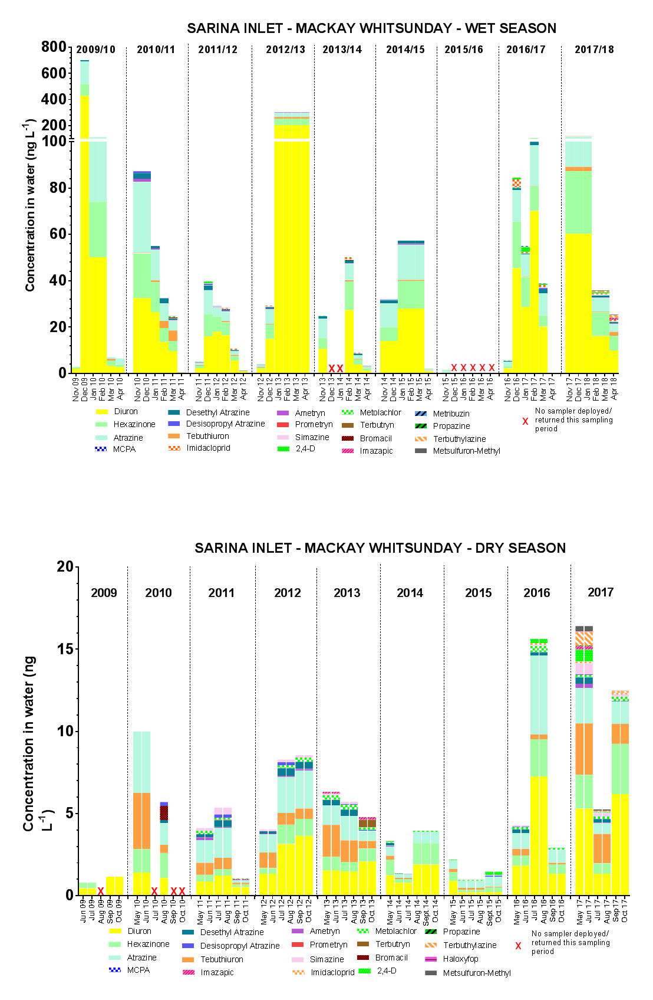 SARINA INLET - MACKAY WHITSUNDAY - WET SEASON
2009/10 2010/11 2011/12 2012/13 2013/14 2014/15 2015/16 2016/17 2017/18
Concentration in water (ng L-1)
800
600
400
200
100
80
60
40
20
0
X X X X X X X
Nov 09 Dec 09 Jan 10 Feb 10 Mar 10 Apr 10
Nov 10 Dec 10 Jan 11 Feb 11 Mar 11 Apr 11
Nov 11 Dec 11 Jan 12 Feb 12 Mar 12 Apr 12
Nov 12 Dec 12 Jan 13 Feb 13 Mar 13 Apr 13
Nov 13 Dec 13 Jan 14 Feb 14 Mar 14 Apr 14
Nov 14 Dec 14 Jan 15 Feb 15 Mar 15 Apr 15
Nov 15 Dec 15 Jan 16 Feb 16 Mar 16 Apr 16
Nov 16 Dec 16 Jan 17 Feb 17 Mar 17 Apr 17
Nov 17 Dec 17 Jan 18 Feb 18 Mar 18 Apr 18
Diuron
Hexazinone
Atrazine
MCPA
Desethyl Atrazine
Desisopropyl Atrazine
Tebuthiuron
Imidacloprid
Ametryn
Prometryn
Simazine
2,4-D
Metolachlor
Terbutryn
Bromacil
Imazapic
Metribuzin
Propazine
Terbuthylazine
Metsulfuron-Methyl
X
No sampler deployed/
returned this sampling
period
SARINA INLET - MACKAY WHITSUNDAY - DRY SEASON
2009 2010 2011 2012 2013 2014 2015 2016 2017
Concentration in water (ng
L-1)
20
15
10
5
0
X X X X
Jun 09 Jul 09 Aug 09 Sep 09 Oct 09
May 10 Jun 10 Jul 10 Aug 10 Sep 10 Oct 10
May 11 Jun 11 Jul 11 Aug 11 Sep 11 Oct 11
May 12 Jun 12 Jul 12 Aug 12 Sep 12 Oct 12
May 13 Jun 13 Jul 13 Aug 13 Sep 13 Oct 13
May 14 Jun 14 Jul 14 Aug 14 Sept 14 Oct 14
May 15 Jun 15 Jul 15 Aug 15 Sept 15 Oct 15
May 16 Jun 16 Jul 16 Aug 16 Sep16 Oct 16
May 17 Jun 17 Jul 17 Aug 17 Sep17 Oct 17
Diuron
Hexazinone
Atrazine
MCPA
Desethyl Atrazine
Desisopropyl Atrazine
Tebuthiuron
Imazapic
Ametryn
Prometryn
Simazine
Imidacloprid
Metolachlor
Terbutryn
Bromacil
2,4-D
Propazine
Terbuthylazine
Haloxyfop
Metsulfuron-Methyl
X
No sampler deployed/
returned this sampling
period